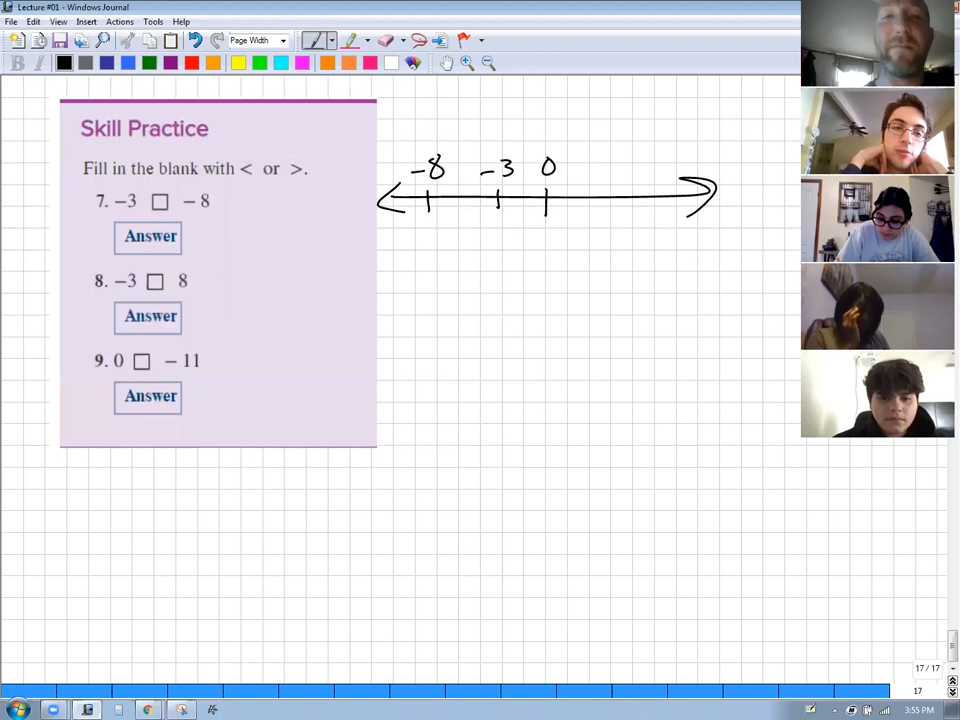 Lecture #01 - Windows Journal
File Edit View Insert Actions Tools Help
Page Width
B I
Skill Practice
Fill in the blank with < or >.
7. −3 □ − 8
Answer
8. −3 □ 8
Answer
9. 0 □ − 11
Answer
-8 -3 0
17 / 17
17
3:55 PM